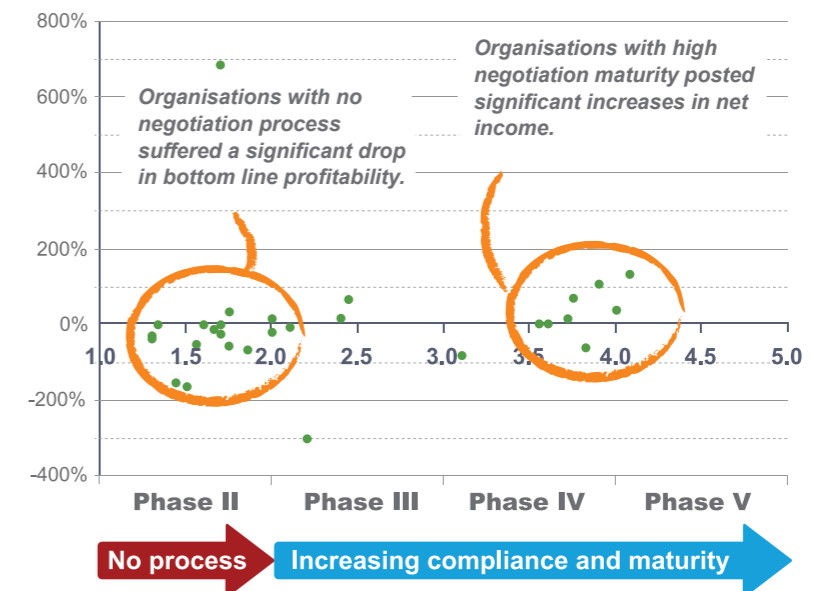 800%
600%
400%
200%
0%
-200%
-400%
Organisations with no
negotiation process
suffered a significant drop
in bottom line profitability.
Organisations with high
negotiation maturity posted
significant increases in net
income.
1.0 1.5 2.0 2.5 3.0 3.5 4.0 4.5 5.0
Phase II Phase III Phase IV Phase V
No process Increasing compliance and maturity